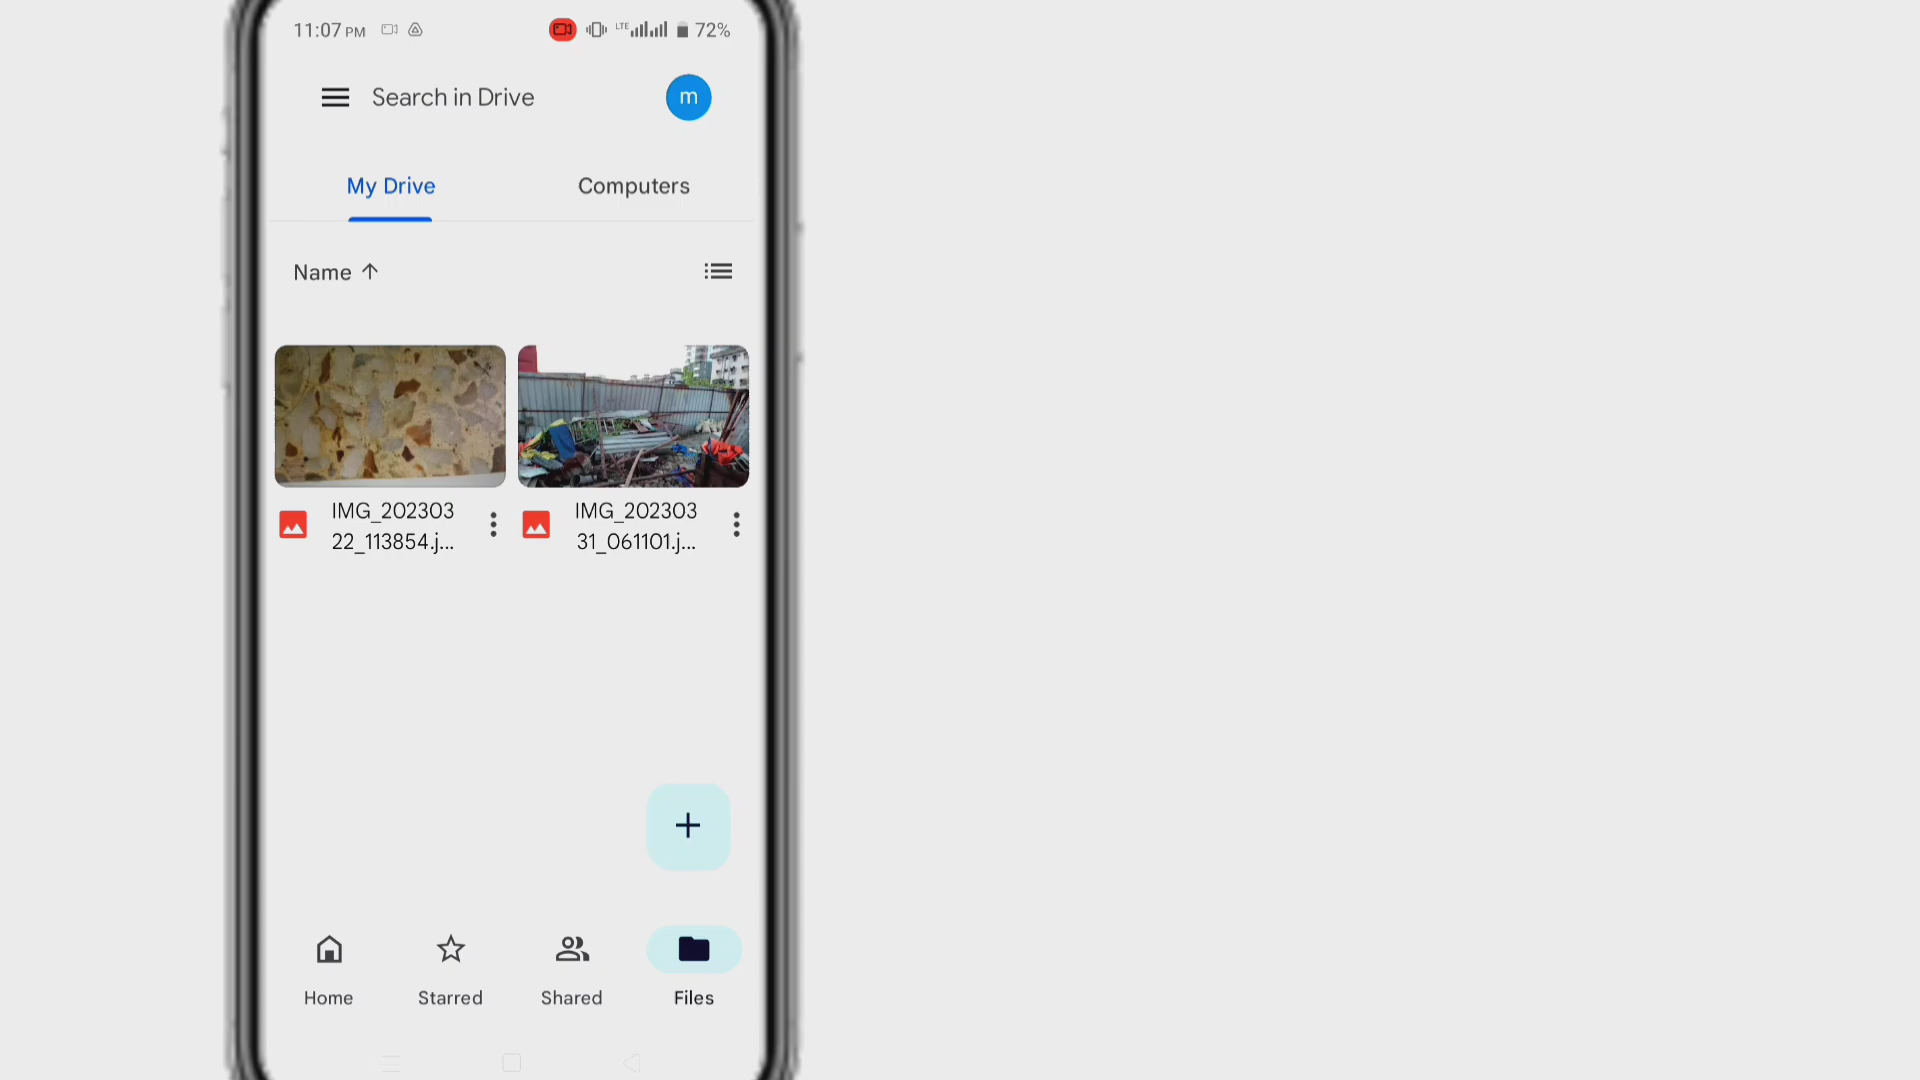 11:07 PM
LTE
72%
Search in Drive
m
My Drive
Computers
Name
IMG_202303
22_113854.j...
IMG_202303
31_061101.j...
Home
Starred
Shared
Files